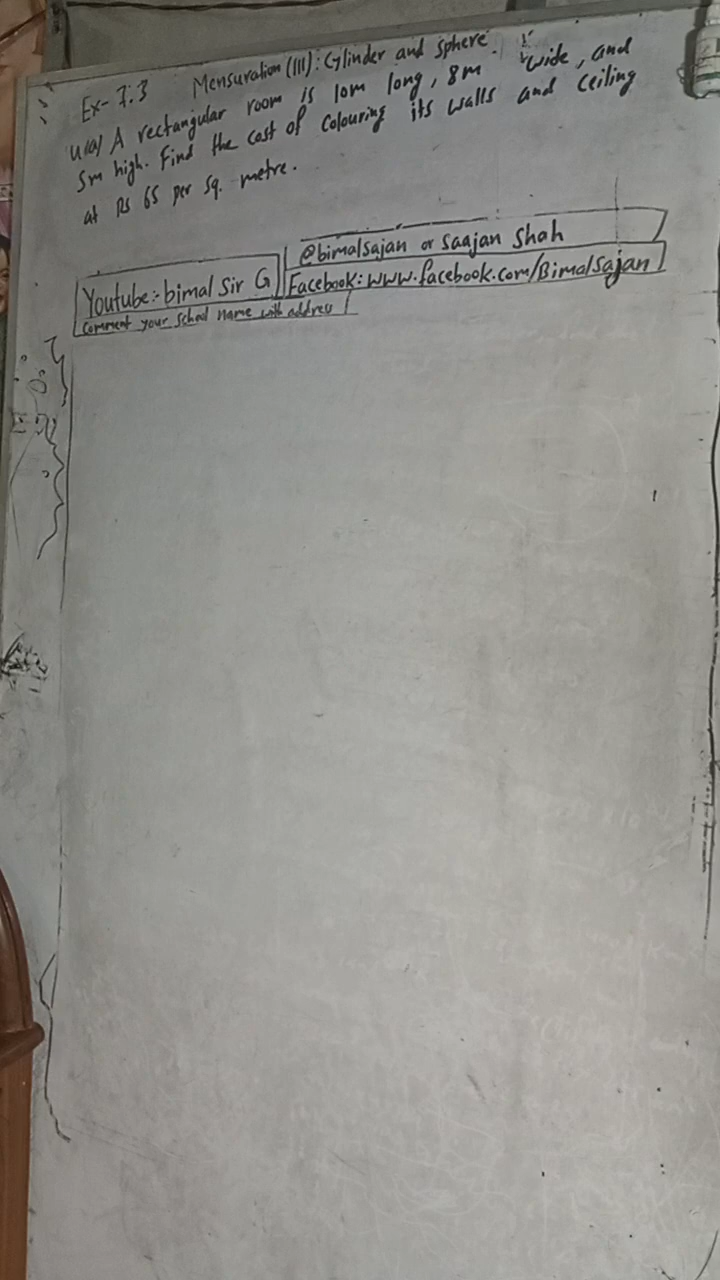 Ex- 7.3 Mensuration (III): Cylinder and sphere.
4(a) A rectangular room is 10m long, 8m wide, and
5m high. Find the cost of colouring its walls and ceiling
at Rs 65 per sq. metre.
@bimalsajan or Saajan Shah
Youtube:- bimal Sir G Facebook: www.facebook.com/BimalSajan
Comment your school name with address